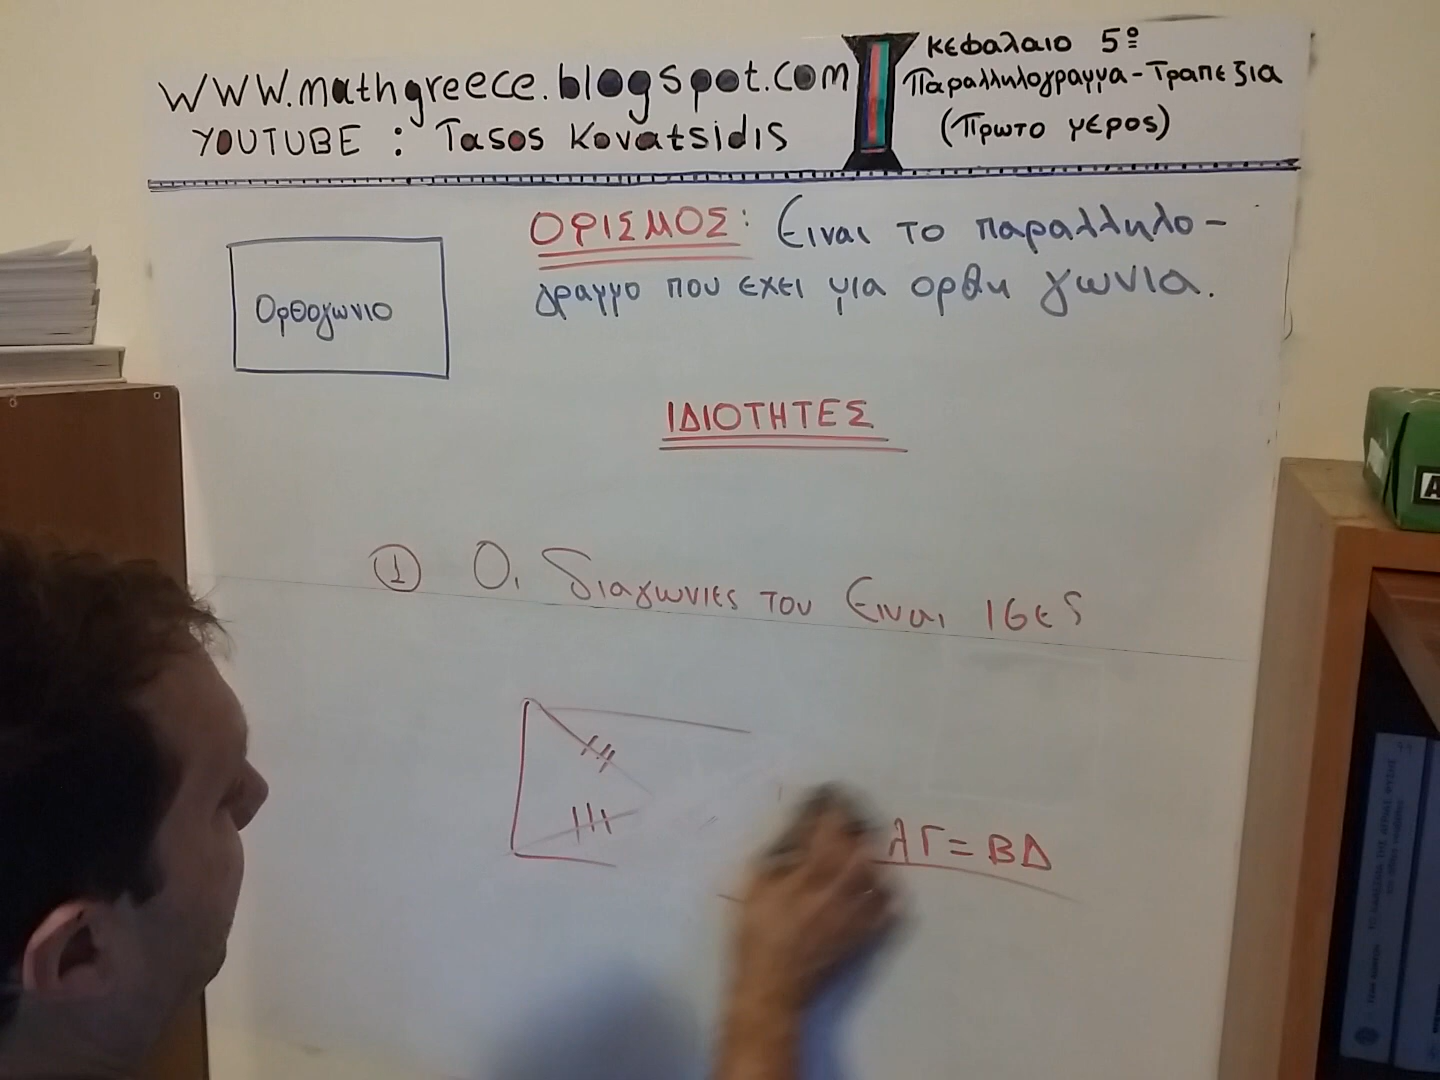 WWW.mathgreece.blogspot.com
YOUTUBE : Tasos Kovatsidis
κεφαλαιο 5º
Παραλληλογραμμα-Τραπεζια
(Πρωτο μερος)
ΟΡΙΣΜΟΣ: Ειναι το παραλληλο-
γραμμο που εχει μια ορθη γωνια.
Ορθογωνιο
ΙΔΙΟΤΗΤΕΣ
1 Οι διαγωνιες του ειναι ισες
ΑΓ=ΒΔ